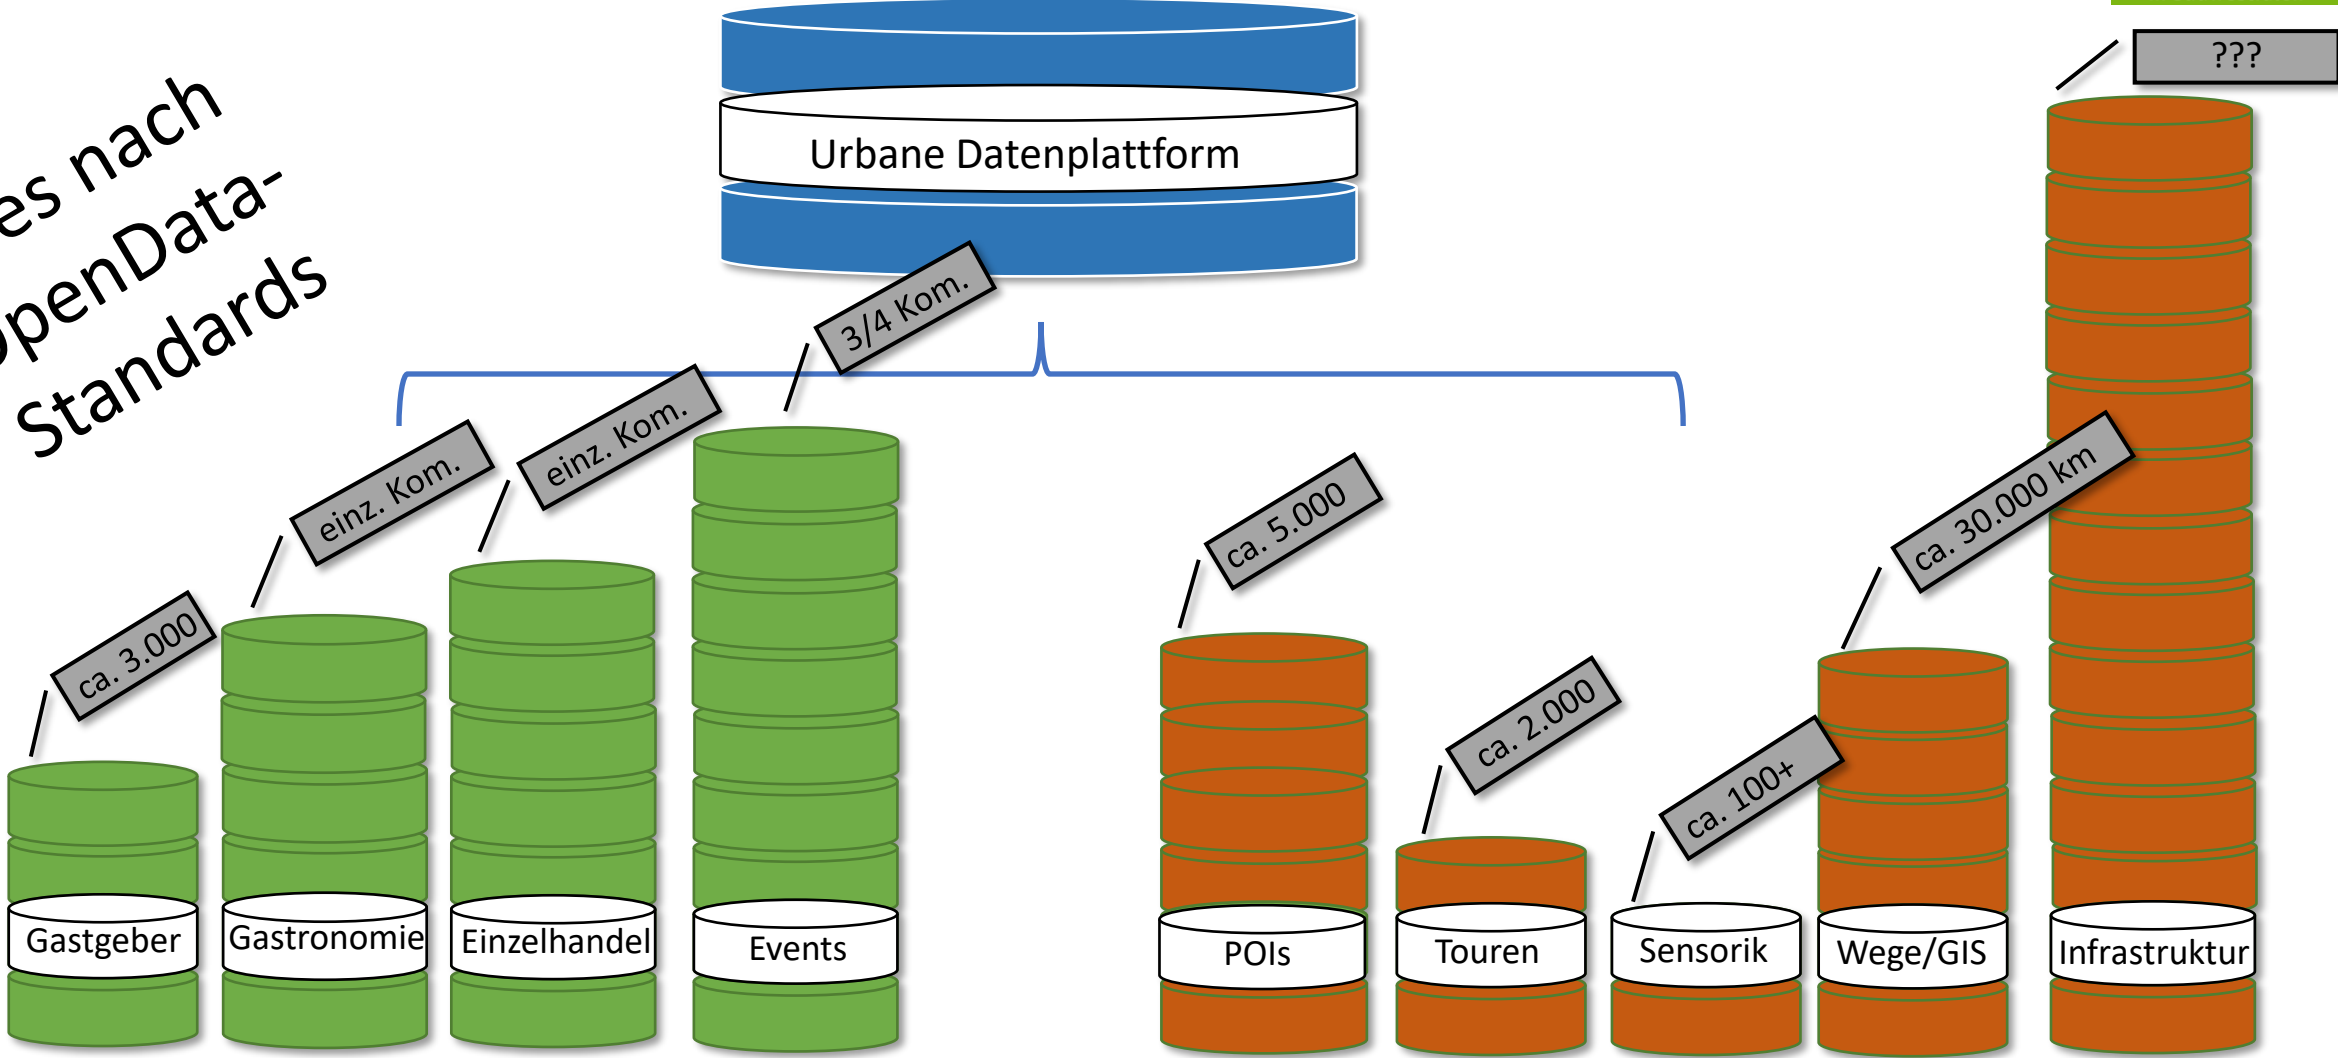 ???
Urbane Datenplattform
es nach
OpenData-
Standards
3/4 Kom.
einz. Kom.
einz. Kom.
ca. 3.000
ca. 5.000
ca. 2.000
ca. 100+
ca. 30.000 km
Gastgeber
Gastronomie
Einzelhandel
Events
POIs
Touren
Sensorik
Wege/GIS
Infrastruktur